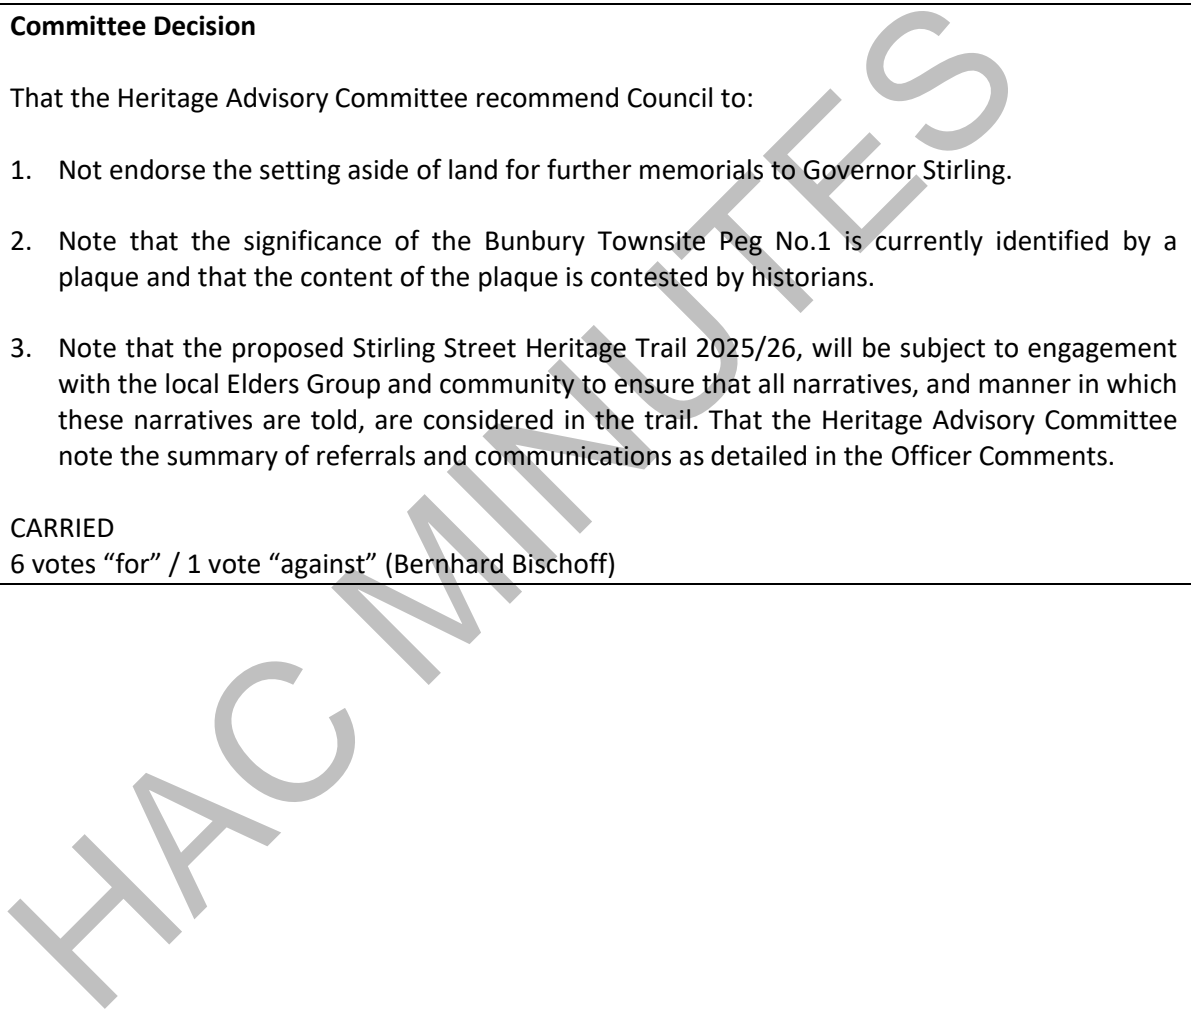 Committee Decision
That the Heritage Advisory Committee recommend Council to:
1. Not endorse the setting aside of land for further memorials to Governor Stirling.
2. Note that the significance of the Bunbury Townsite Peg No.1 is currently identified by a
plaque and that the content of the plaque is contested by historians.
3. Note that the proposed Stirling Street Heritage Trail 2025/26, will be subject to engagement
with the local Elders Group and community to ensure that all narratives, and manner in which
these narratives are told, are considered in the trail. That the Heritage Advisory Committee
note the summary of referrals and communications as detailed in the Officer Comments.
CARRIED
6 votes “for” / 1 vote “against” (Bernhard Bischoff)
HAC MINUTES